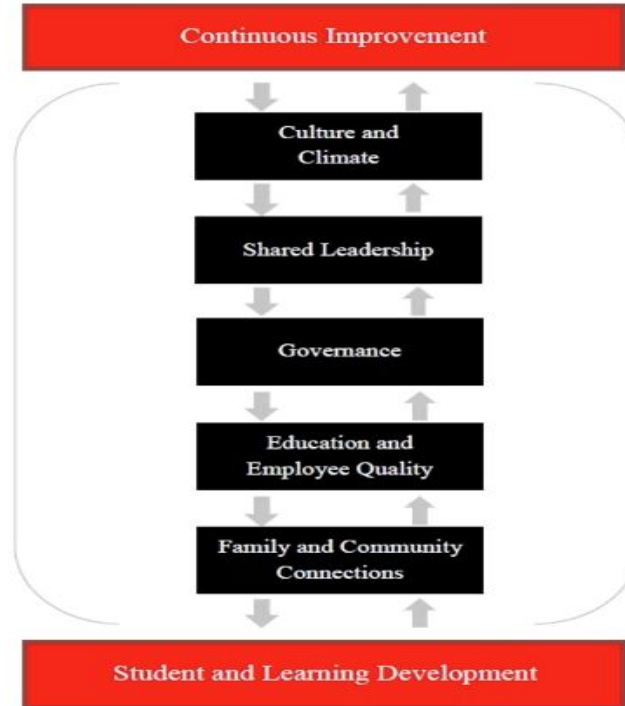 Continuous Improvement
Culture and
Climate
Shared Leadership
Governance
Education and
Employee Quality
Family and Community
Connections
Student and Learning Development